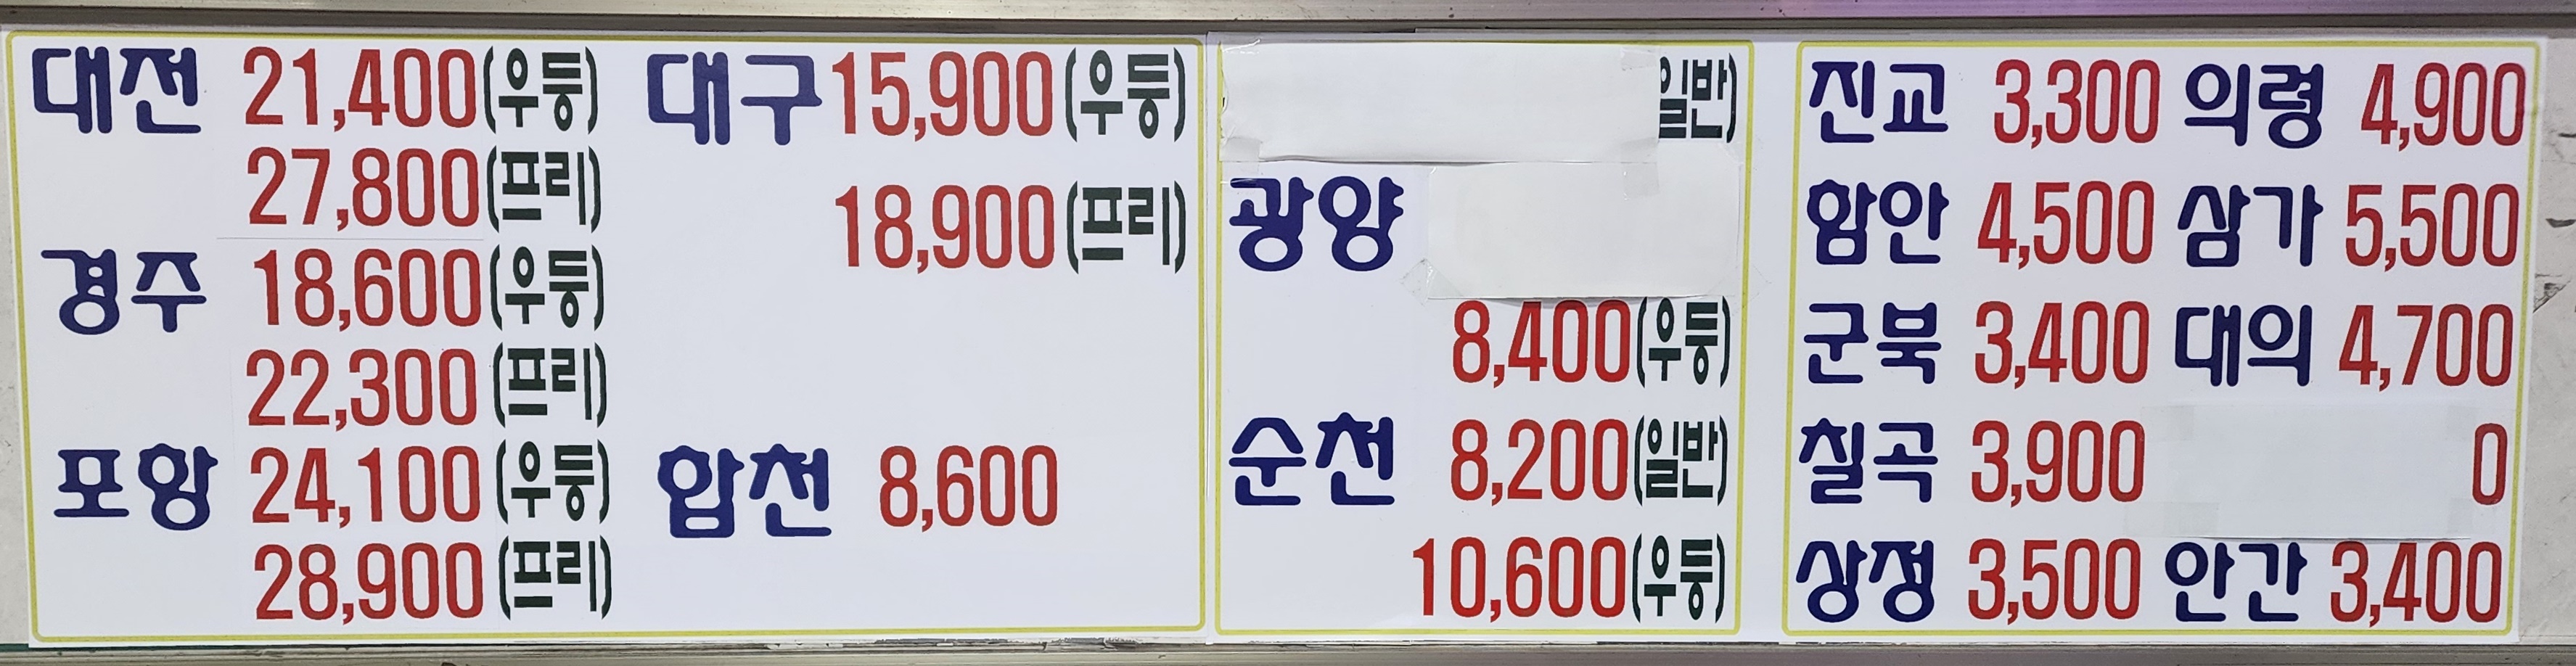 대전 21,400(우등)
27,800(프리)
경주 18,600(우등)
22,300(프리)
포항 24,100(우등)
28,900(프리)
대구 15,900(우등)
18,900(프리)
합천 8,600
일반)
광양
8,400(우등)
순천 8,200(일반)
10,600(우등)
진교 3,300 의령 4,900
함안 4,500 삼가 5,500
군북 3,400 대의 4,700
칠곡 3,900 0
상정 3,500 안간 3,400